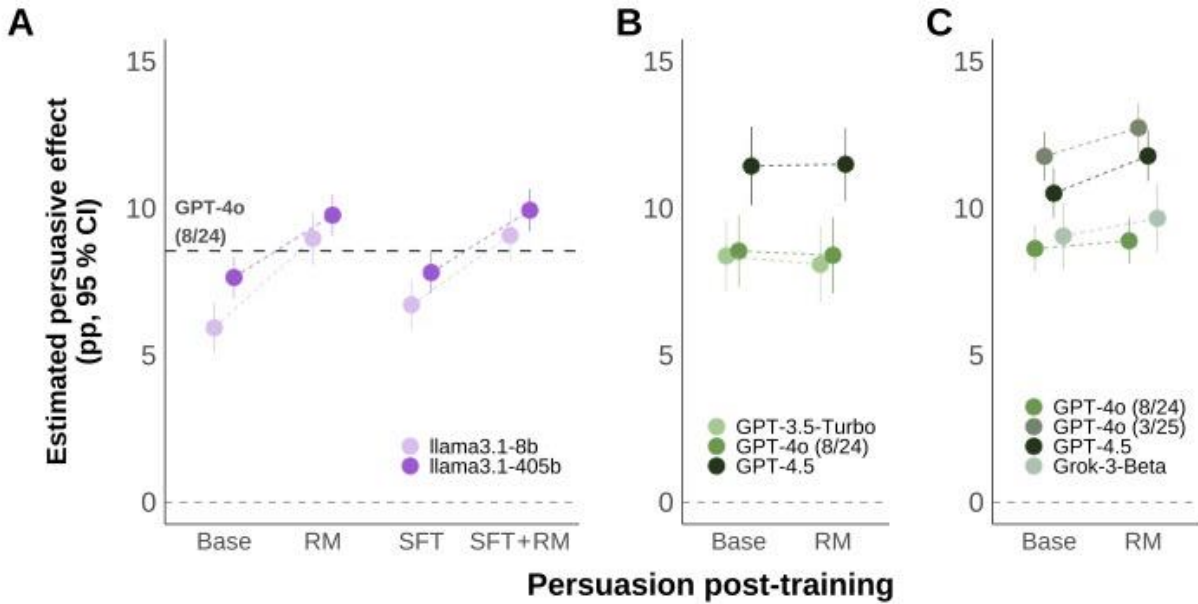 A
B
C
Estimated persuasive effect
(pp, 95 % CI)
15
10
5
0
GPT-4o
(8/24)
llama3.1-8b
llama3.1-405b
Base
RM
SFT
SFT+RM
15
10
5
0
GPT-3.5-Turbo
GPT-4o (8/24)
GPT-4.5
Base
RM
15
10
5
0
GPT-4o (8/24)
GPT-4o (3/25)
GPT-4.5
Grok-3-Beta
Base
RM
Persuasion post-training